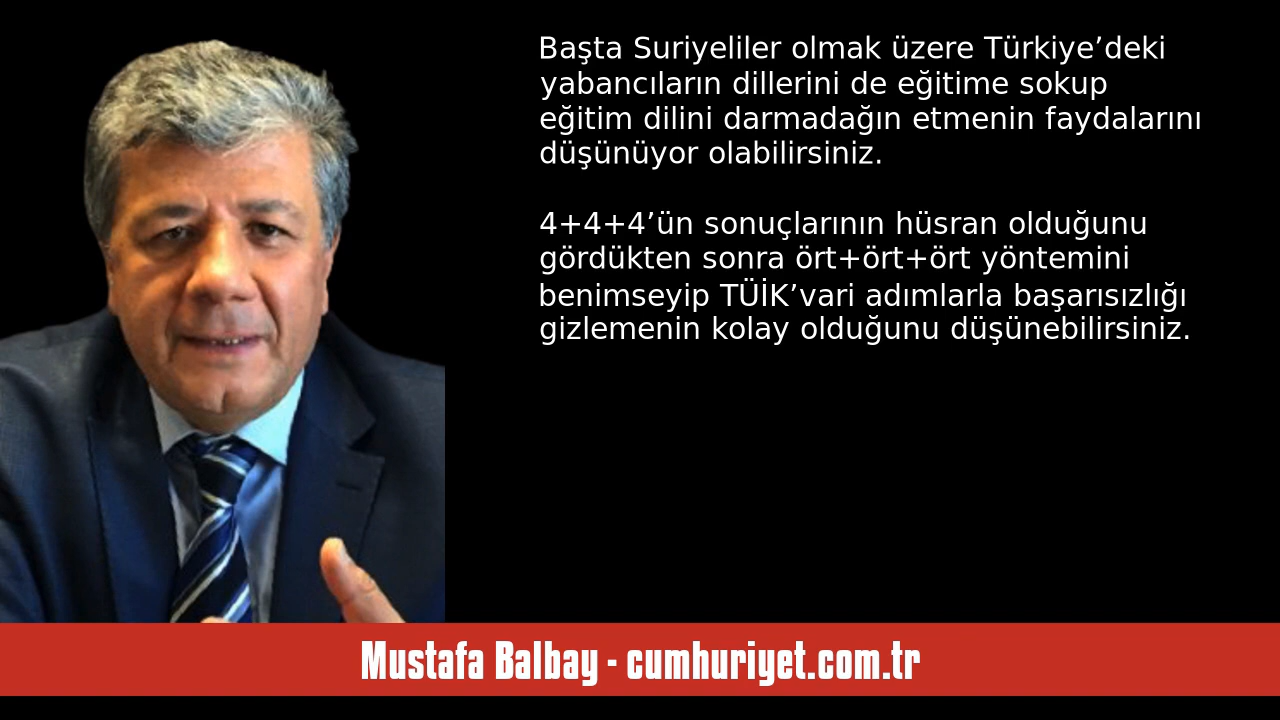 Başta Suriyeliler olmak üzere Türkiye’deki
yabancıların dillerini de eğitime sokup
eğitim dilini darmadağın etmenin faydalarını
düşünüyor olabilirsiniz.
4+4+4’ün sonuçlarının hüsran olduğunu
gördükten sonra ört+ört+ört yöntemini
benimseyip TÜİK’vari adımlarla başarısızlığı
gizlemenin kolay olduğunu düşünebilirsiniz.
Mustafa Balbay - cumhuriyet.com.tr